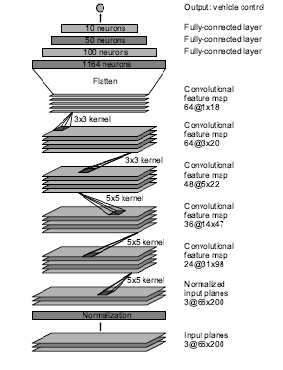 Output: vehicle control
10 neurons
Fully-connected layer
50 neurons
Fully-connected layer
100 neurons
Fully-connected layer
1164 neurons
Flatten
Convolutional
feature map
64@1x18
3x3 kernel
Convolutional
feature map
64@3x20
3x3 kernel
Convolutional
feature map
48@5x22
5x5 kernel
Convolutional
feature map
36@14x47
5x5 kernel
Convolutional
feature map
24@31x98
5x5 kernel
Normalized
input planes
3@66x200
Normalization
Input planes
3@66x200